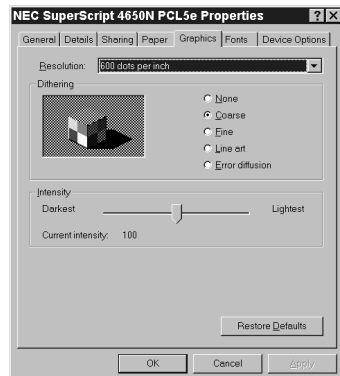 NEC SuperScript 4650N PCL5e Properties
General Details Sharing Paper Graphics Fonts Device Options
Resolution: 600 dots per inch
Dithering
None
Coarse
Fine
Line art
Error diffusion
Intensity
Darkest Lightest
Current intensity: 100
Restore Defaults
OK Cancel Apply